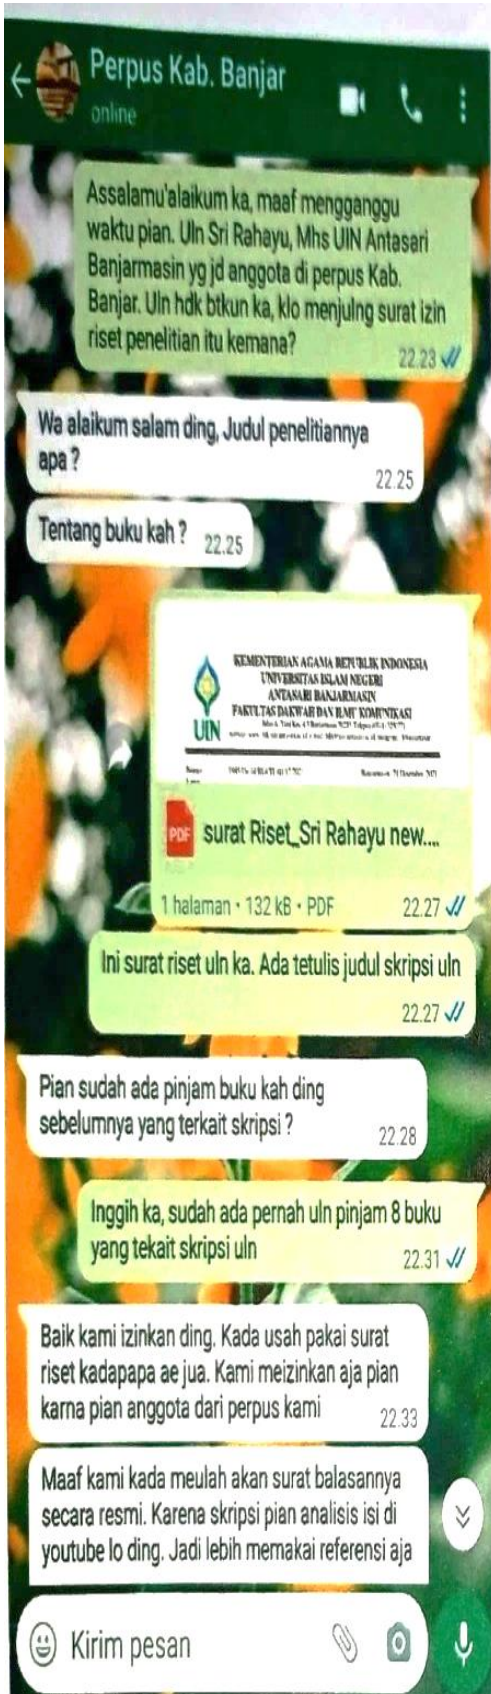 Perpus Kab. Banjar
online
Assalamu'alaikum ka, maaf mengganggu
waktu pian. Uln Sri Rahayu, Mhs UIN Antasari
Banjarmasin yg jd anggota di perpus Kab.
Banjar. Uln hdk btkun ka, klo menjulng surat izin
riset penelitian itu kemana?
22.23
Wa alaikum salam ding, Judul penelitiannya
apa ?
22.25
Tentang buku kah ? 22.25
KEMENTERIAN AGAMA REPUBLIK INDONESIA
UNIVERSITAS ISLAM NEGERI
ANTASARI BANJARMASIN
FAKULTAS DAKWAH DAN ILMU KOMUNIKASI
UIN
PDF surat Riset_Sri Rahayu new....
1 halaman • 132 kB • PDF 22.27
Ini surat riset uln ka. Ada tetulis judul skripsi uln
22.27
Pian sudah ada pinjam buku kah ding
sebelumnya yang terkait skripsi ?
22.28
Inggih ka, sudah ada pernah uln pinjam 8 buku
yang tekait skripsi uln
22.31
Baik kami izinkan ding. Kada usah pakai surat
riset kadapapa ae jua. Kami meizinkan aja pian
karna pian anggota dari perpus kami
22.33
Maaf kami kada meulah akan surat balasannya
secara resmi. Karena skripsi pian analisis isi di
youtube lo ding. Jadi lebih memakai referensi aja
Kirim pesan